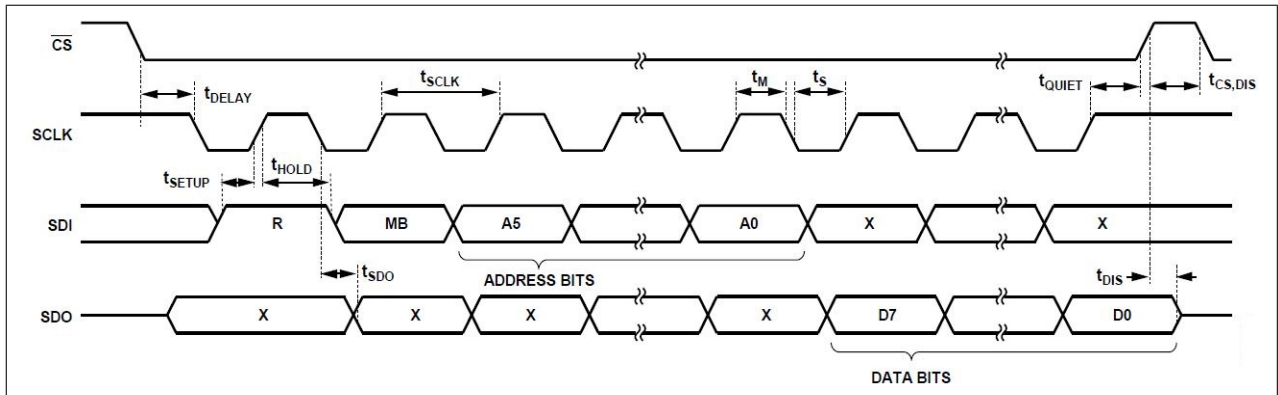 CS
tDELAY
tSCLK
tM
tS
tQUIET
tCS,DIS
SCLK
tSETUP
tHOLD
SDI
R
MB
A5
A0
X
X
tSDO
ADDRESS BITS
tDIS
SDO
X
X
X
X
D7
D0
DATA BITS